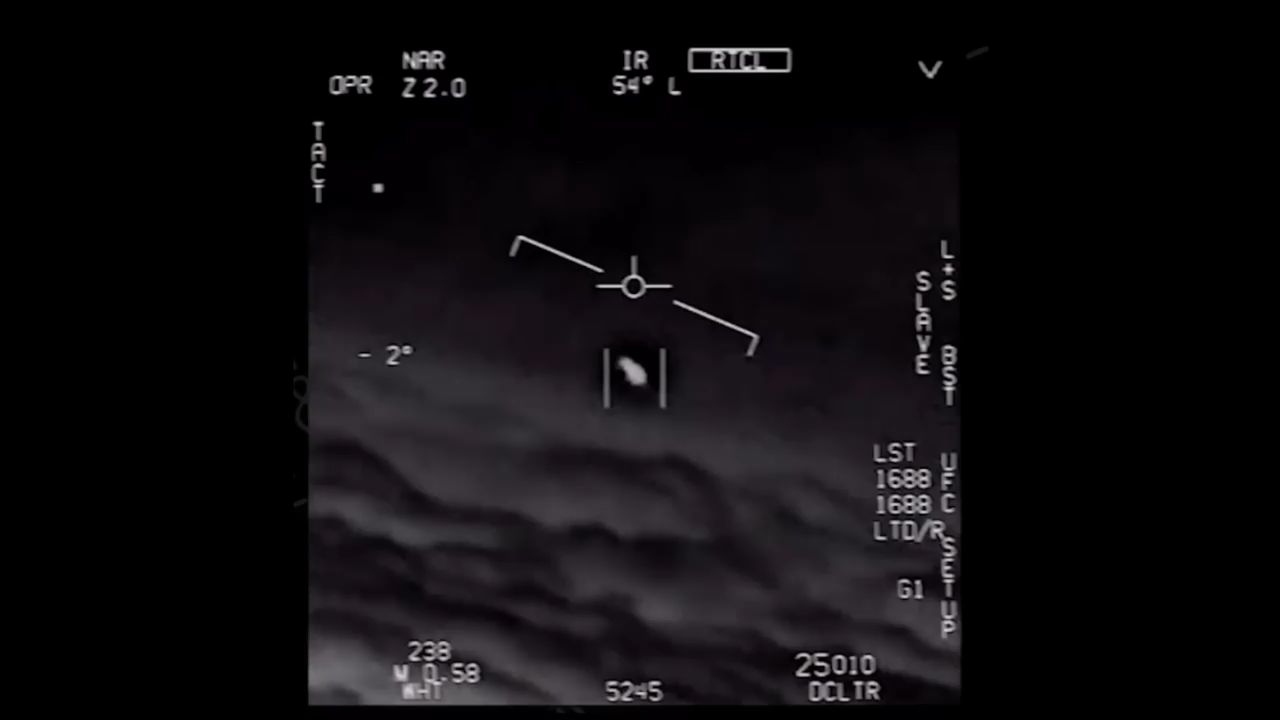 NAR
IR
RTCL
OPR
Z 2.0
54° L
TACT
L+S
SLAVE
- 2°
BST
LST
1688
1688
UFC
LTD/R
SETUP
G1
238
M 0.58
WHT
5245
25010
DCLTR